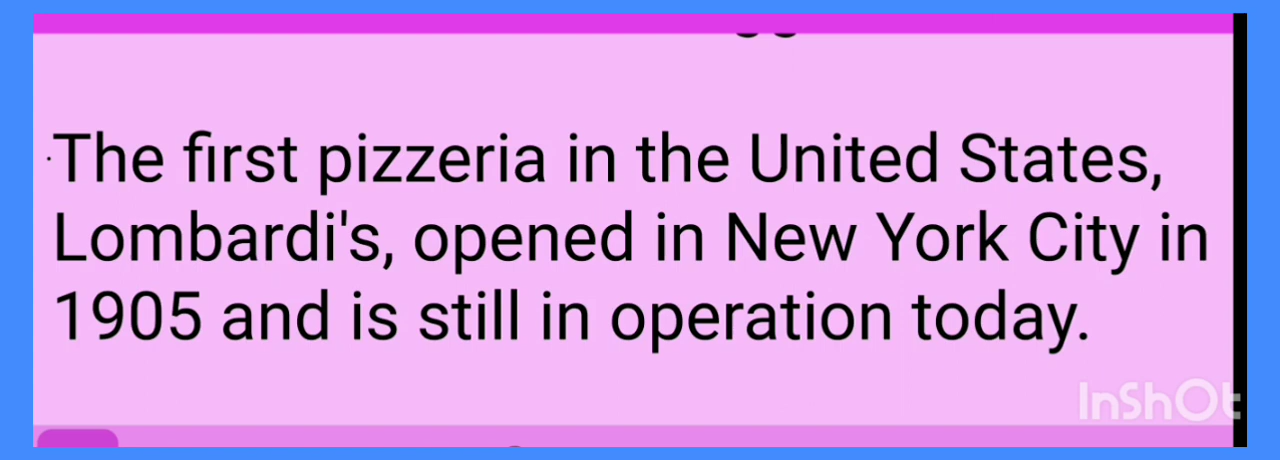 ·The first pizzeria in the United States,
Lombardi's, opened in New York City in
1905 and is still in operation today.
InShOt